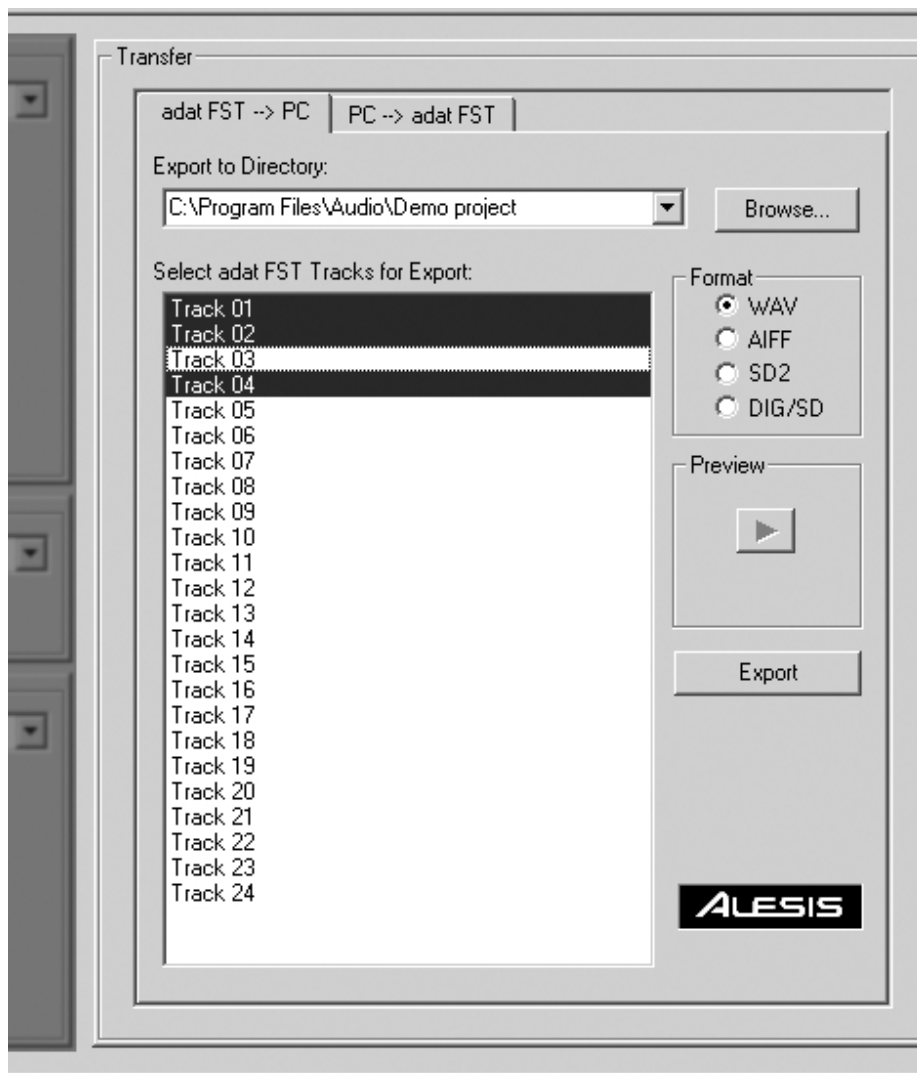 Transfer
adat FST --> PC
PC --> adat FST
Export to Directory:
C:\Program Files\Audio\Demo project
Browse...
Select adat FST Tracks for Export:
Track 01
Track 02
Track 03
Track 04
Track 05
Track 06
Track 07
Track 08
Track 09
Track 10
Track 11
Track 12
Track 13
Track 14
Track 15
Track 16
Track 17
Track 18
Track 19
Track 20
Track 21
Track 22
Track 23
Track 24
Format
WAV
AIFF
SD2
DIG/SD
Preview
Export
ALESIS